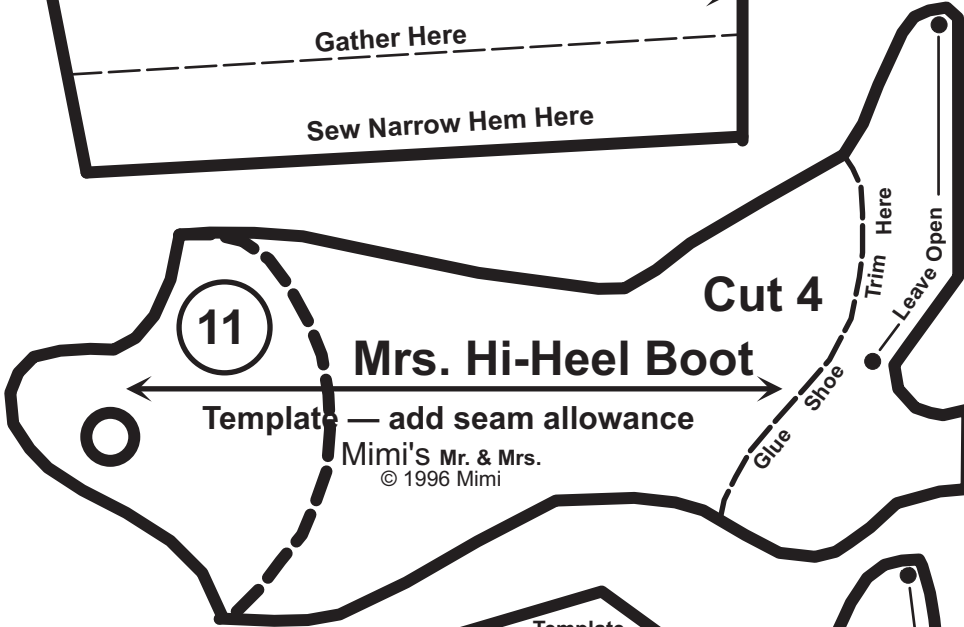 Gather Here
Sew Narrow Hem Here
Cut 4
Trim Here
Leave Open
11
Mrs. Hi-Heel Boot
Glue Shoe
Template — add seam allowance
Mimi's Mr. & Mrs.
© 1996 Mimi
Template